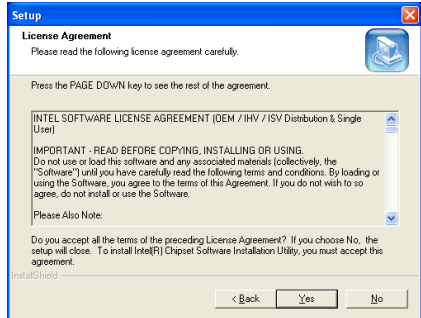 Setup
License Agreement
Please read the following license agreement carefully.
Press the PAGE DOWN key to see the rest of the agreement.
INTEL SOFTWARE LICENSE AGREEMENT (OEM / IHV / ISV Distribution & Single
User)
IMPORTANT - READ BEFORE COPYING, INSTALLING OR USING.
Do not use or load this software and any associated materials (collectively, the
"Software") until you have carefully read the following terms and conditions. By loading or
using the Software, you agree to the terms of this Agreement. If you do not wish to so
agree, do not install or use the Software.
Please Also Note:
Do you accept all the terms of the preceding License Agreement? If you choose No, the
setup will close. To install Intel(R) Chipset Software Installation Utility, you must accept this
agreement.
InstallShield
< Back
Yes
No